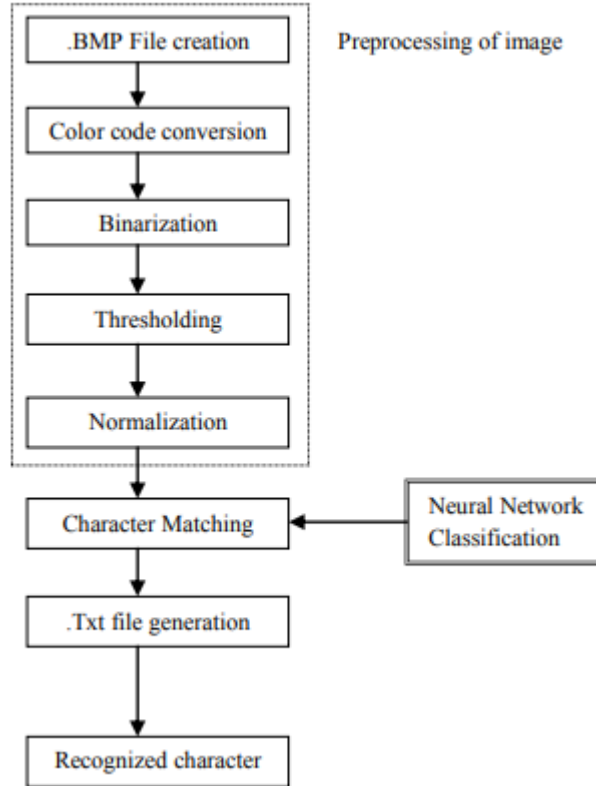 .BMP File creation
Preprocessing of image
Color code conversion
Binarization
Thresholding
Normalization
Character Matching
Neural Network
Classification
.Txt file generation
Recognized character